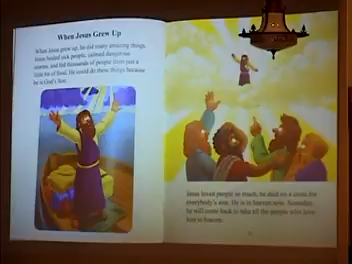 When Jesus Grew Up
When Jesus grew up, he did many amazing things.
Jesus healed sick people, calmed dangerous
storms, and fed thousands of people from just a
little bit of food. He could do these things because
he is God's Son.
Jesus loved people so much, he died on a cross for
everybody's sins. He is in heaven now. Someday,
he will come back to take all the people who love
him to heaven.